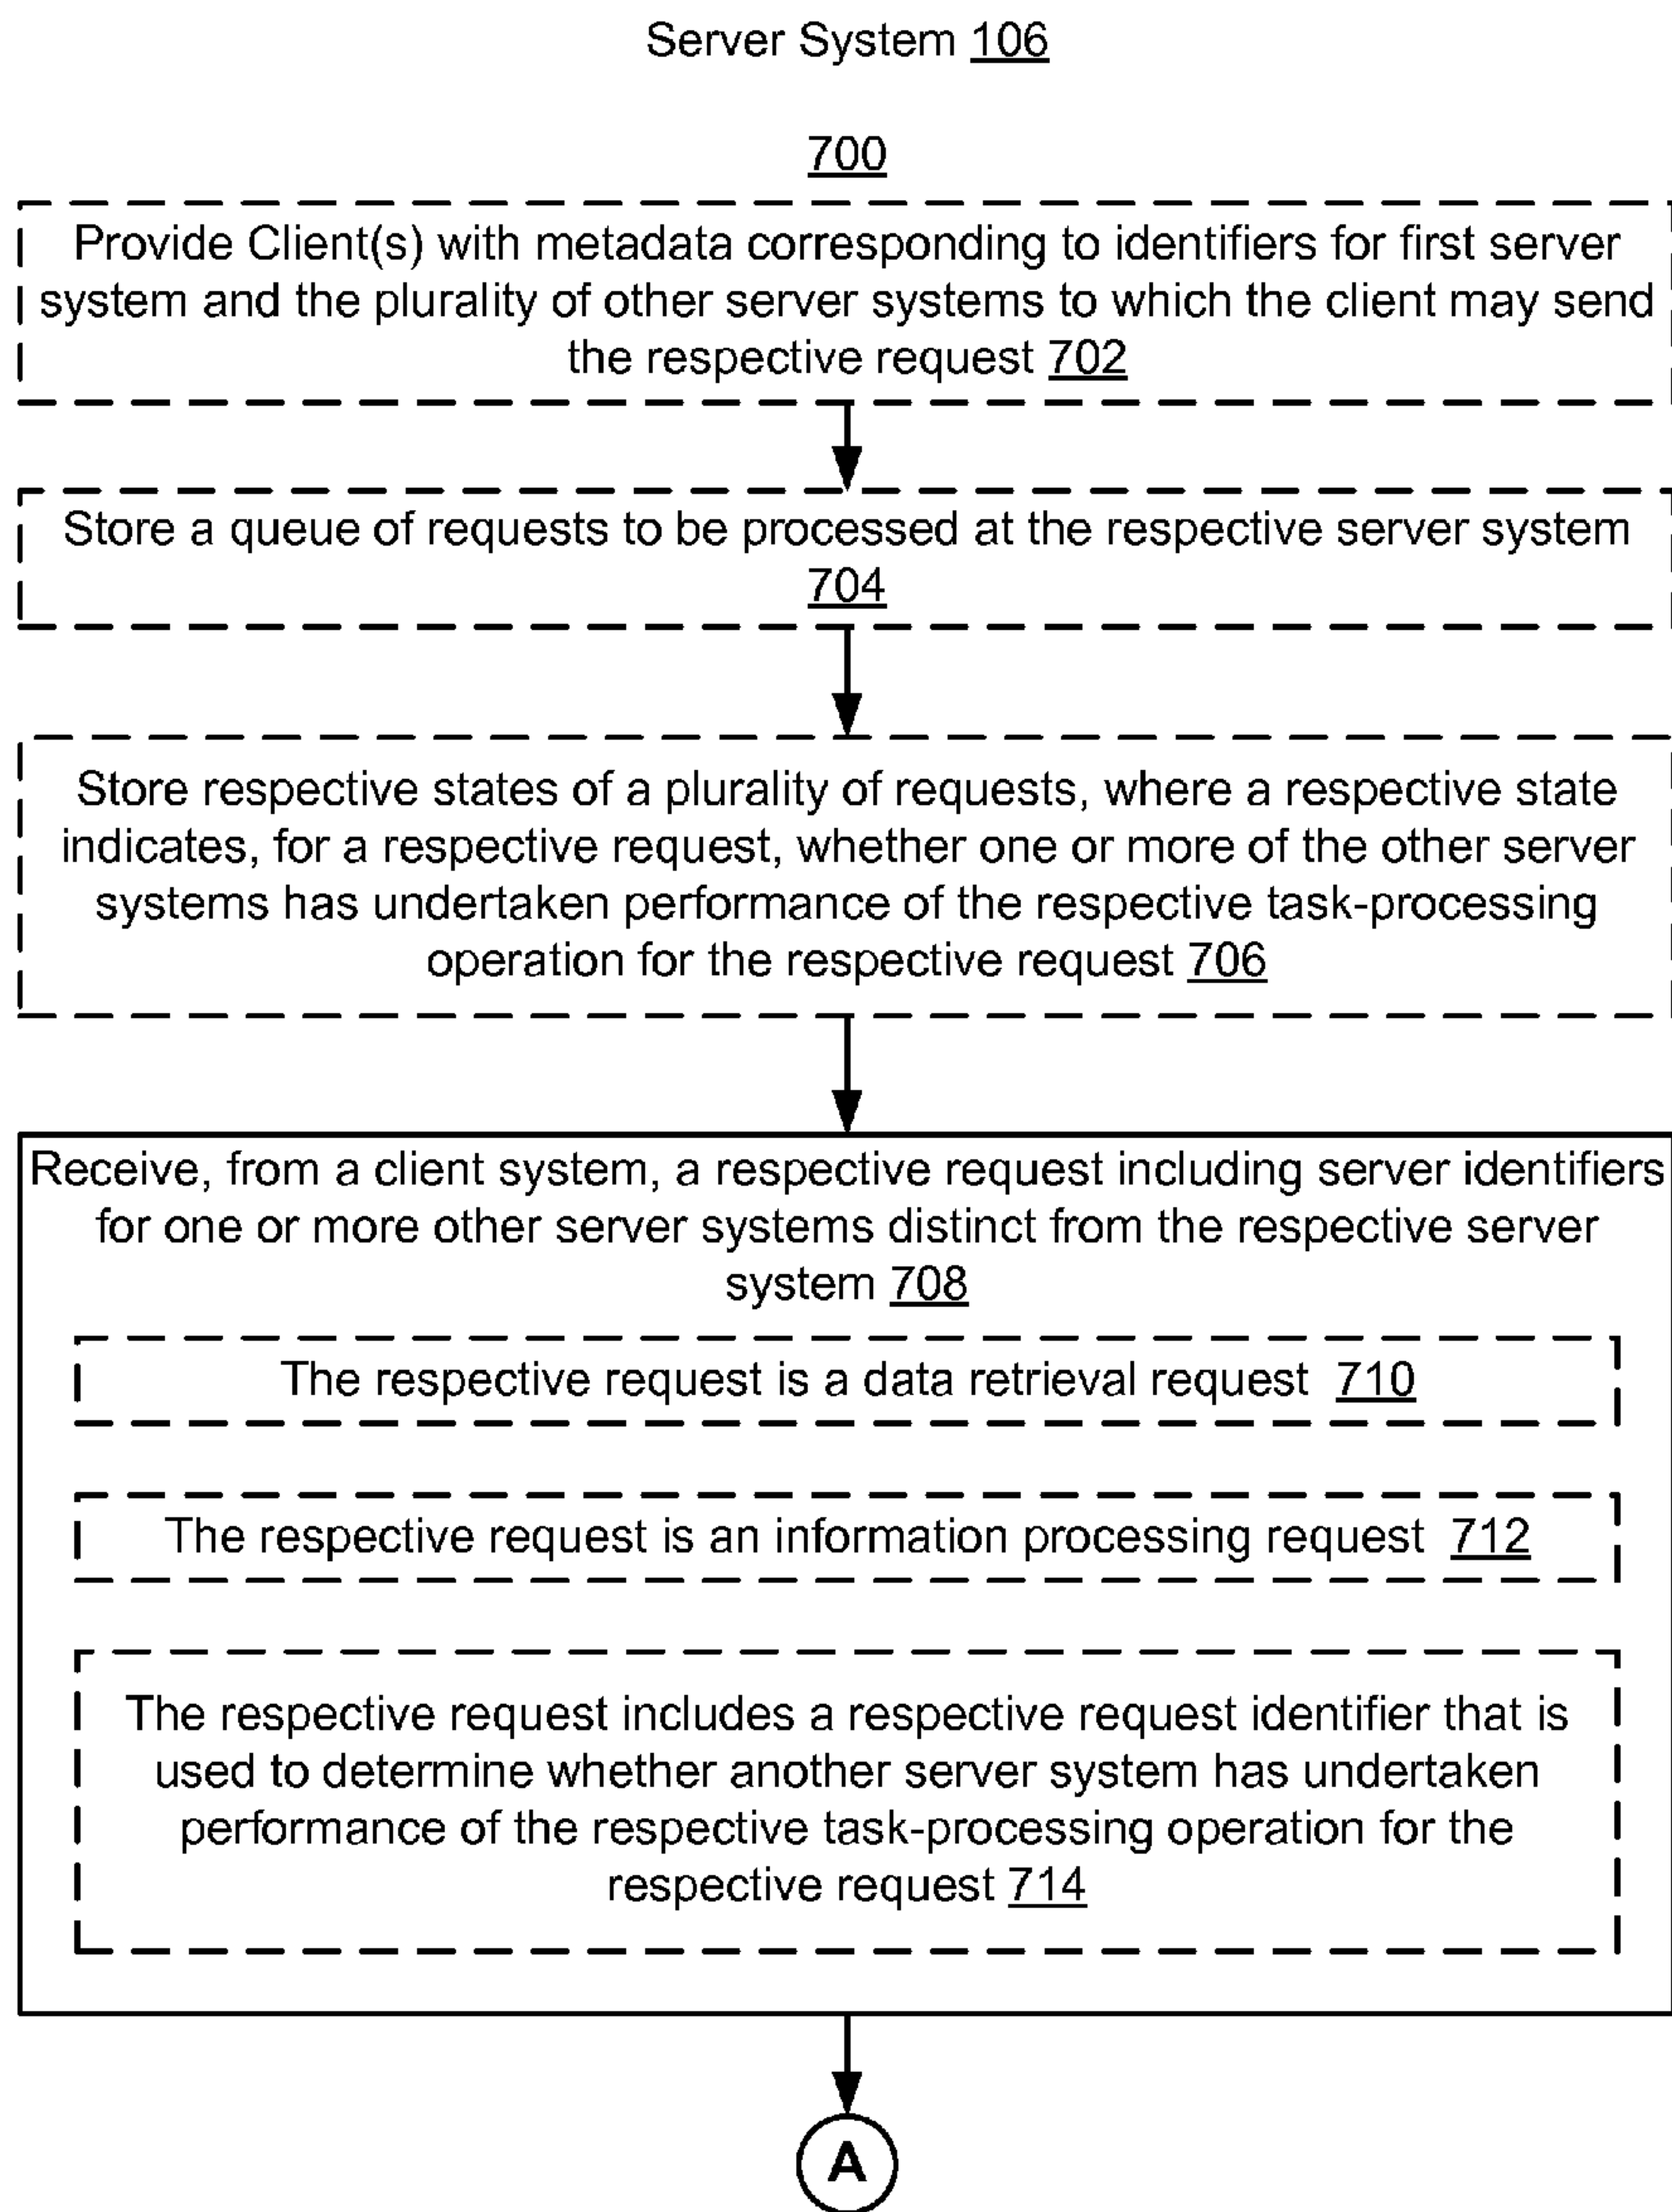 Server System 106
700
Provide Client(s) with metadata corresponding to identifiers for first server
system and the plurality of other server systems to which the client may send
the respective request 702
Store a queue of requests to be processed at the respective server system
704
Store respective states of a plurality of requests, where a respective state
indicates, for a respective request, whether one or more of the other server
systems has undertaken performance of the respective task-processing
operation for the respective request 706
Receive, from a client system, a respective request including server identifiers
for one or more other server systems distinct from the respective server
system 708
The respective request is a data retrieval request 710
The respective request is an information processing request 712
The respective request includes a respective request identifier that is
used to determine whether another server system has undertaken
performance of the respective task-processing operation for the
respective request 714
A